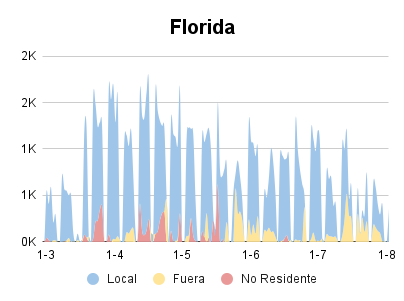 Florida
2K
2K
1K
1K
0K
1-3 1-4 1-5 1-6 1-7 1-8
Local Fuera No Residente